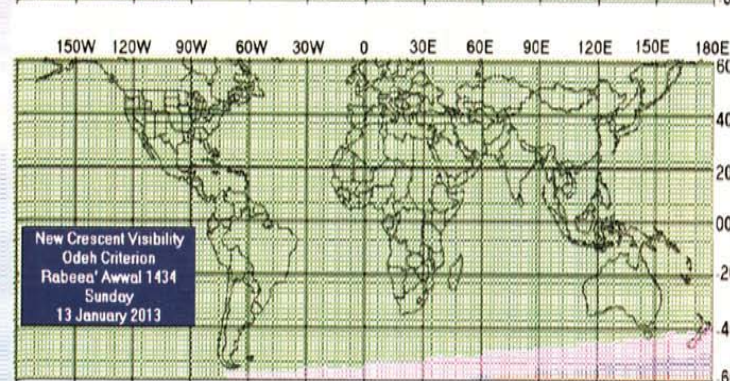 150W 120W 90W 60W 30W 0 30E 60E 90E 120E 150E 180E
60
40
20
00
-20
-4
-6
New Crescent Visibility
Odeh Criterion
Rabeea' Awwal 1434
Sunday
13 January 2013